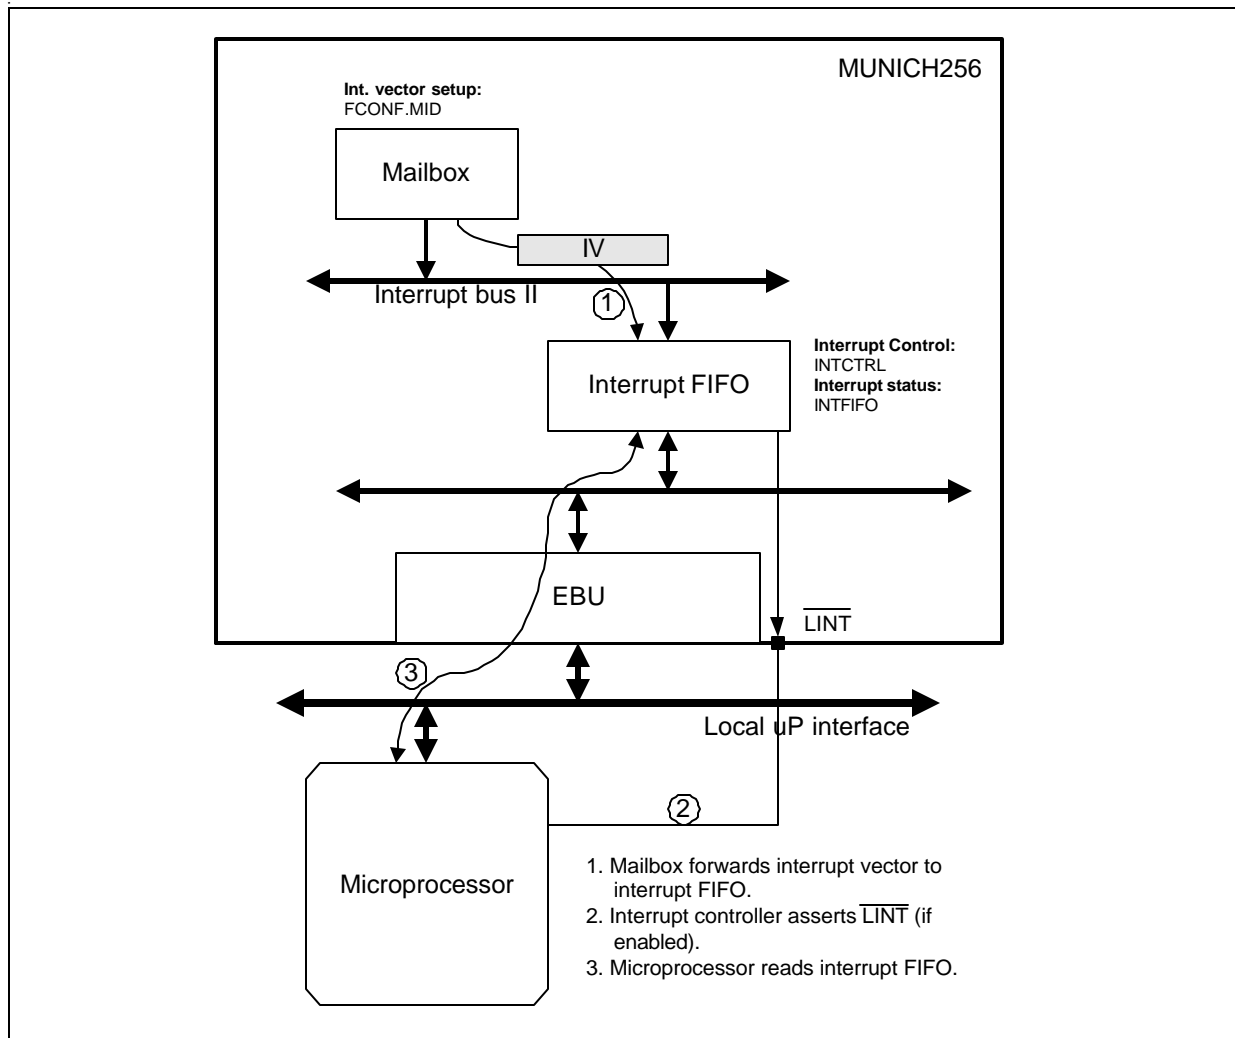 MUNICH256
Int. vector setup:
FCONF.MID
Mailbox
IV
Interrupt bus II
1
Interrupt FIFO
Interrupt Control:
INTCTRL
Interrupt status:
INTFIFO
EBU
LINT
3
Local uP interface
2
Microprocessor
1. Mailbox forwards interrupt vector to
interrupt FIFO.
2. Interrupt controller asserts LINT (if
enabled).
3. Microprocessor reads interrupt FIFO.